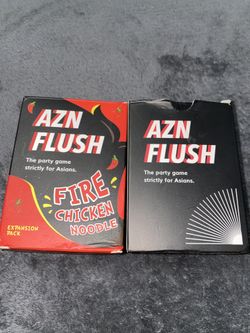 AZN
FLUSH
The party game
strictly for Asians.
FIRE
CHICKEN
NOODLE
EXPANSION
PACK
AZN
FLUSH
The party game
strictly for Asians.